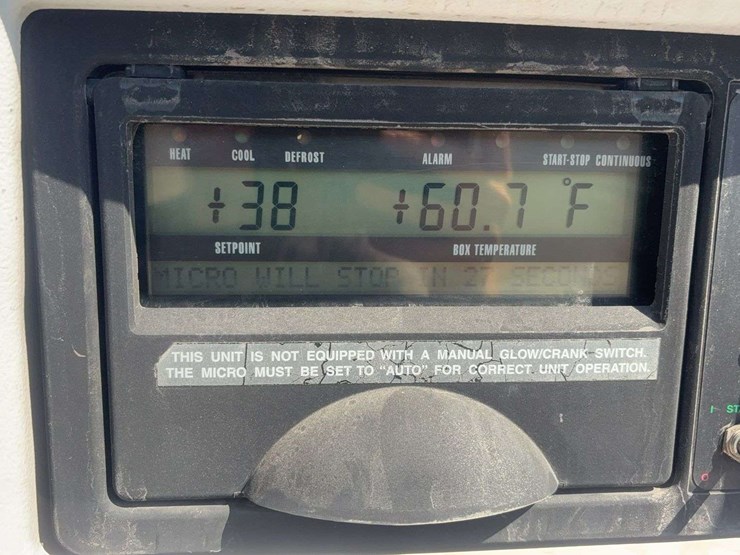 HEAT COOL DEFROST ALARM START-STOP CONTINUOUS
+38 +60.7 °F
SETPOINT BOX TEMPERATURE
MICRO WILL STOP IN 27 SECONDS
THIS UNIT IS NOT EQUIPPED WITH A MANUAL GLOW/CRANK SWITCH.
THE MICRO MUST BE SET TO "AUTO" FOR CORRECT UNIT OPERATION.
I
O